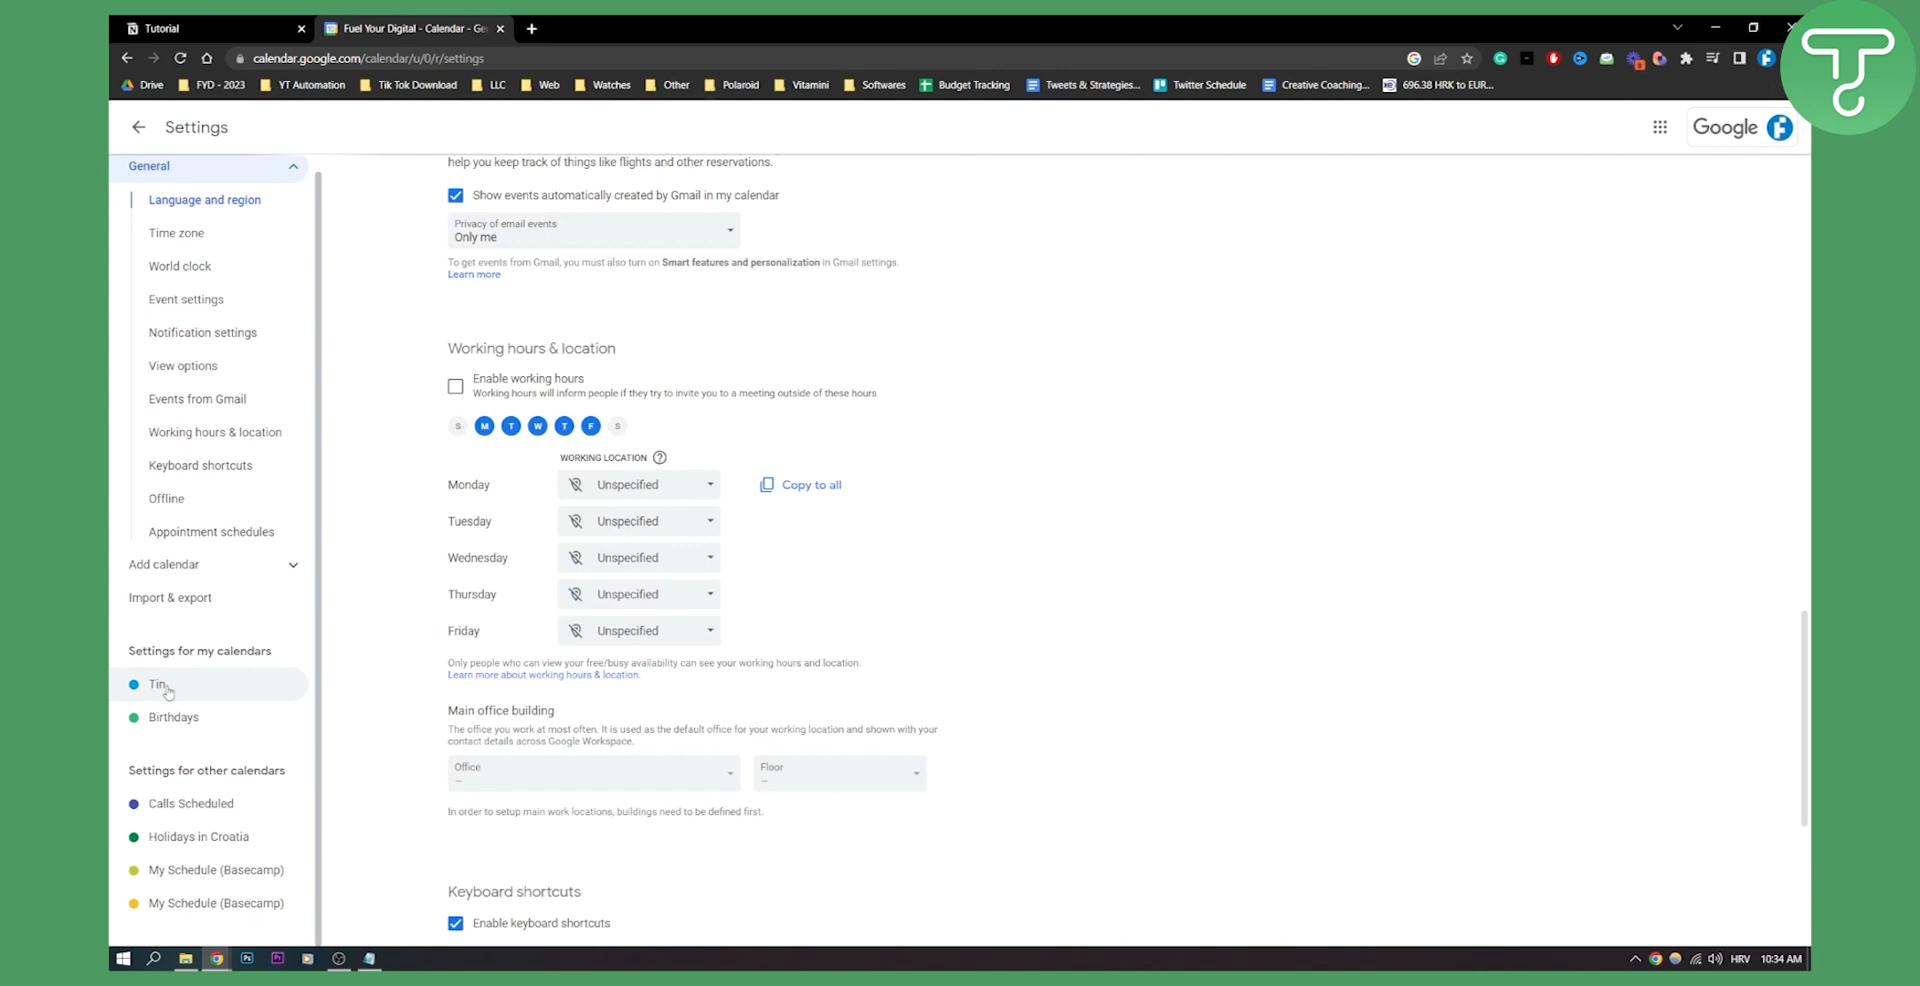 Tutorial
Fuel Your Digital - Calendar - Ge
calendar.google.com/calendar/u/0/r/settings
Drive FYD - 2023 YT Automation Tik Tok Download LLC Web Watches Other Polaroid Vitamini Softwares Budget Tracking Tweets & Strategies... Twitter Schedule Creative Coaching... 696.38 HRK to EUR...
Settings
Google
General
Language and region
Time zone
World clock
Event settings
Notification settings
View options
Events from Gmail
Working hours & location
Keyboard shortcuts
Offline
Appointment schedules
Add calendar
Import & export
Settings for my calendars
Tin
Birthdays
Settings for other calendars
Calls Scheduled
Holidays in Croatia
My Schedule (Basecamp)
My Schedule (Basecamp)
help you keep track of things like flights and other reservations.
Show events automatically created by Gmail in my calendar
Privacy of email events
Only me
To get events from Gmail, you must also turn on Smart features and personalization in Gmail settings.
Learn more
Working hours & location
Enable working hours
Working hours will inform people if they try to invite you to a meeting outside of these hours
S M T W T F S
WORKING LOCATION ?
Monday Unspecified Copy to all
Tuesday Unspecified
Wednesday Unspecified
Thursday Unspecified
Friday Unspecified
Only people who can view your free/busy availability can see your working hours and location.
Learn more about working hours & location.
Main office building
The office you work at most often. It is used as the default office for your working location and shown with your
contact details across Google Workspace.
Office
–
Floor
–
In order to setup main work locations, buildings need to be defined first.
Keyboard shortcuts
Enable keyboard shortcuts
Ps Pr
HRV 10:34 AM